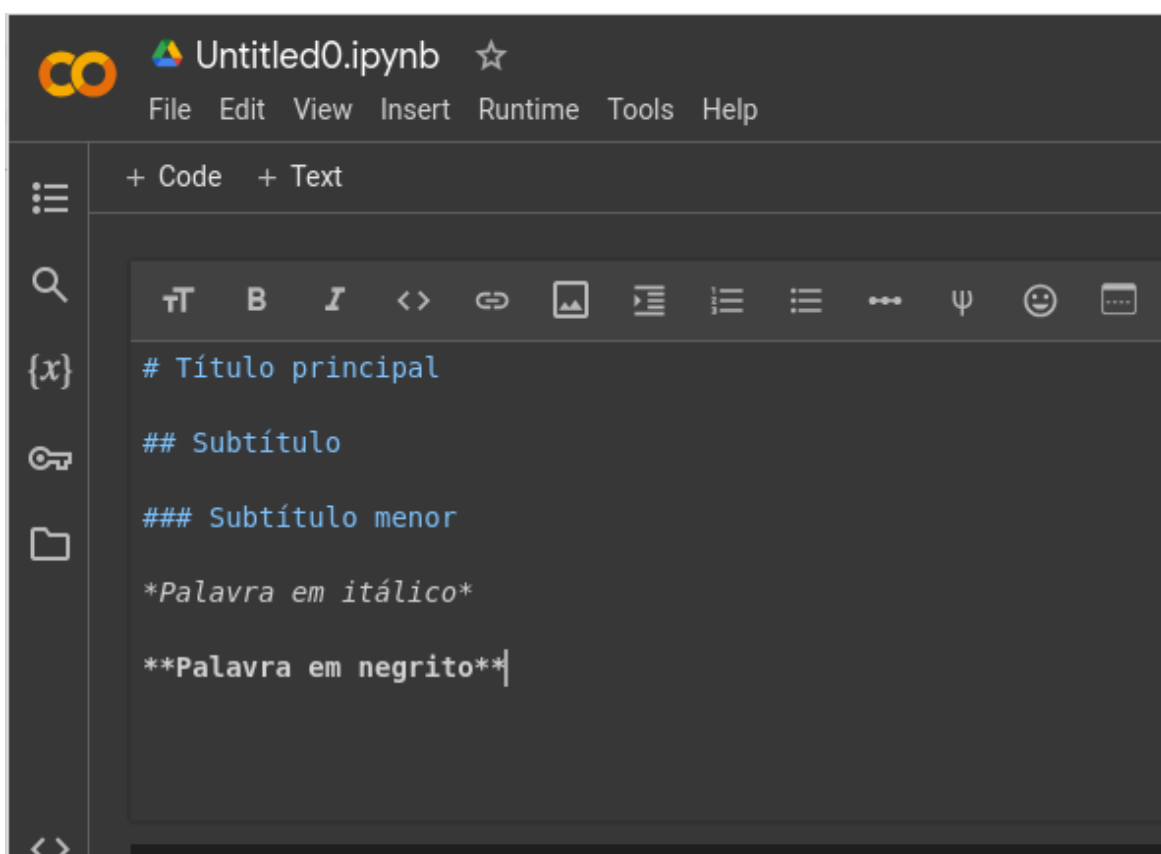 Untitled0.ipynb
File Edit View Insert Runtime Tools Help
+ Code + Text
# Título principal
## Subtítulo
### Subtítulo menor
*Palavra em itálico*
**Palavra em negrito**